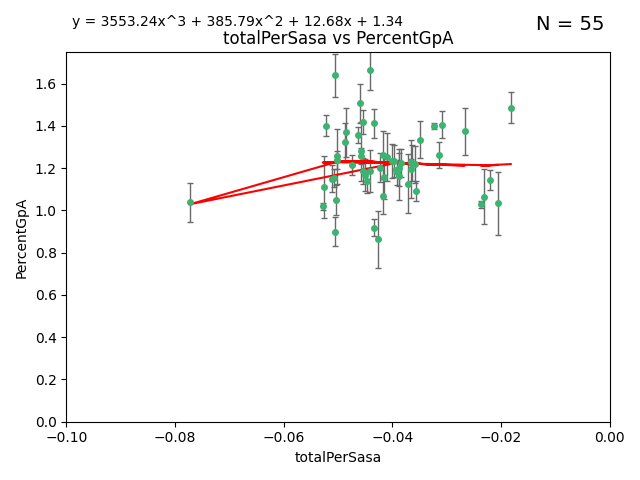 y = 3553.24x^3 + 385.79x^2 + 12.68x + 1.34
N = 55
totalPerSasa vs PercentGpA
PercentGpA
1.6
1.4
1.2
1.0
0.8
0.6
0.4
0.2
0.0
−0.10 −0.08 −0.06 −0.04 −0.02 0.00
totalPerSasa